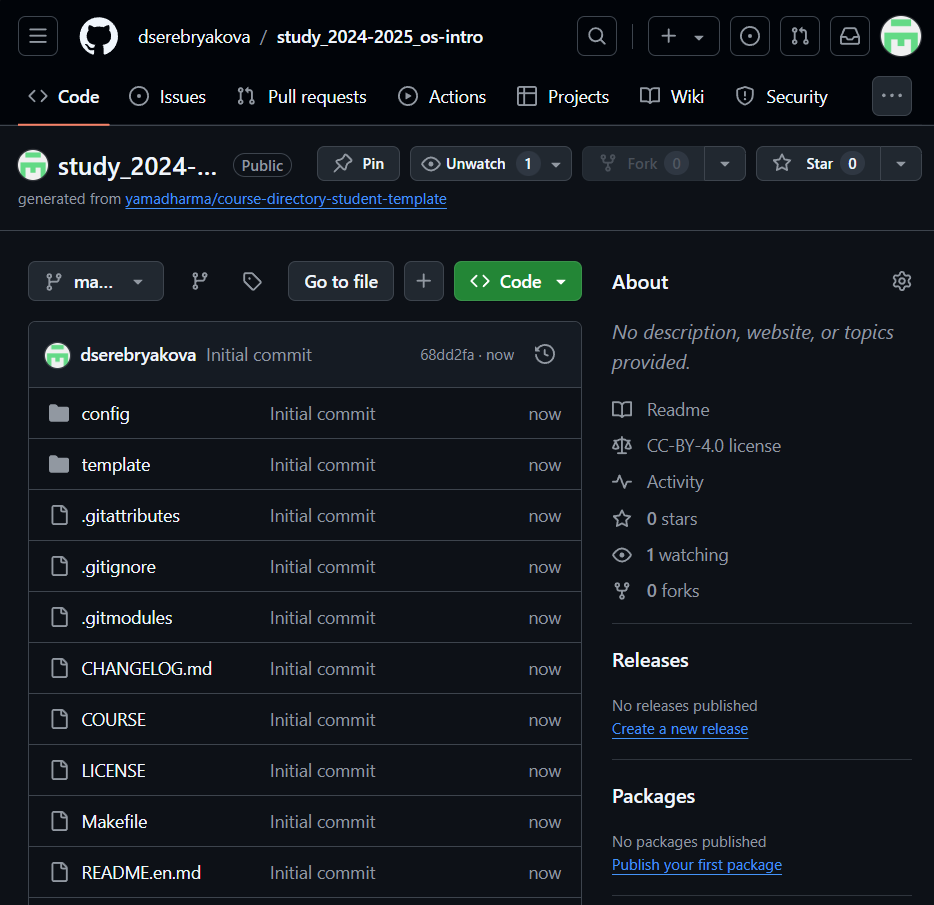 dserebryakova / study_2024-2025_os-intro
Code Issues Pull requests Actions Projects Wiki Security
study_2024-... Public Pin Unwatch 1 Fork 0 Star 0
generated from yamadharma/course-directory-student-template
ma... Go to file Code
dserebryakova Initial commit 68dd2fa · now
config Initial commit now
template Initial commit now
.gitattributes Initial commit now
.gitignore Initial commit now
.gitmodules Initial commit now
CHANGELOG.md Initial commit now
COURSE Initial commit now
LICENSE Initial commit now
Makefile Initial commit now
README.en.md Initial commit now
About
No description, website, or topics
provided.
Readme
CC-BY-4.0 license
Activity
0 stars
1 watching
0 forks
Releases
No releases published
Create a new release
Packages
No packages published
Publish your first package